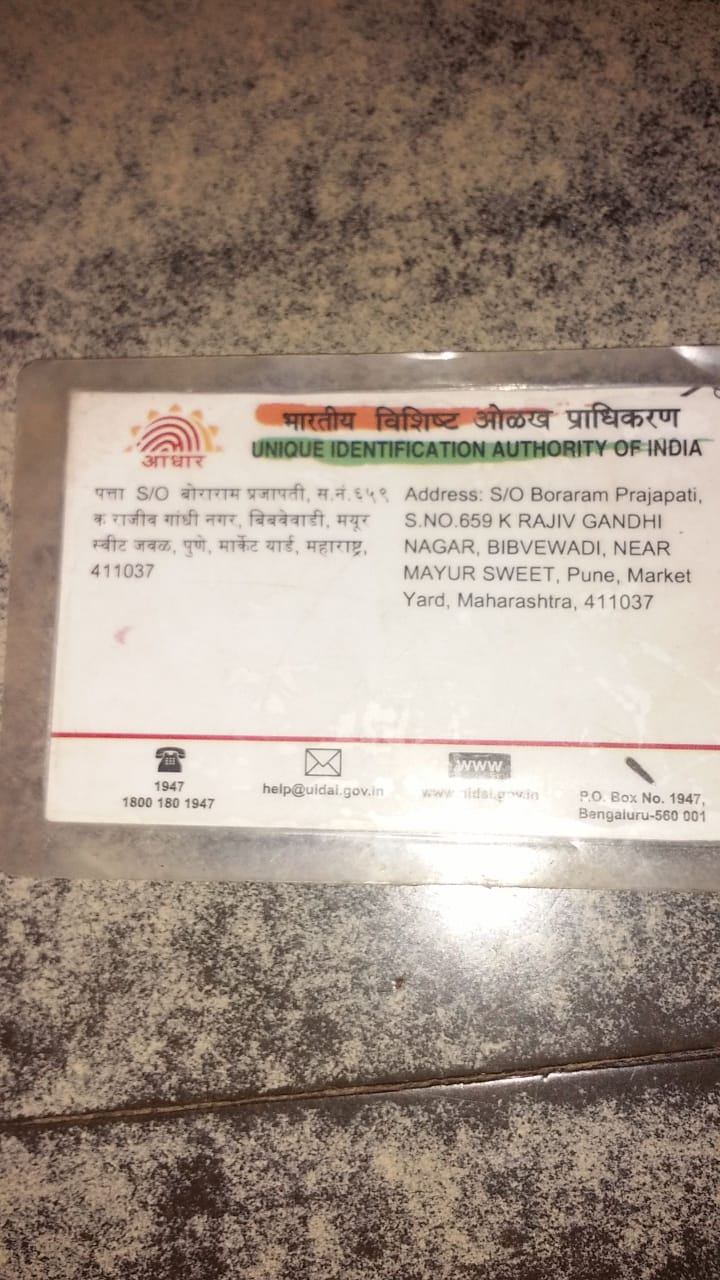 आधार
भारतीय विशिष्ट ओळख प्राधिकरण
UNIQUE IDENTIFICATION AUTHORITY OF INDIA
पत्ता S/O बोराराम प्रजापती, स.नं.६५९
क राजीव गांधी नगर, बिबवेवाडी, मयूर
स्वीट जवळ, पुणे, मार्केट यार्ड, महाराष्ट्र,
411037
Address: S/O Boraram Prajapati,
S.NO.659 K RAJIV GANDHI
NAGAR, BIBVEWADI, NEAR
MAYUR SWEET, Pune, Market
Yard, Maharashtra, 411037
1947
1800 180 1947
help@uidai.gov.in
www
www.uidai.gov.in
P.O. Box No. 1947,
Bengaluru-560 001